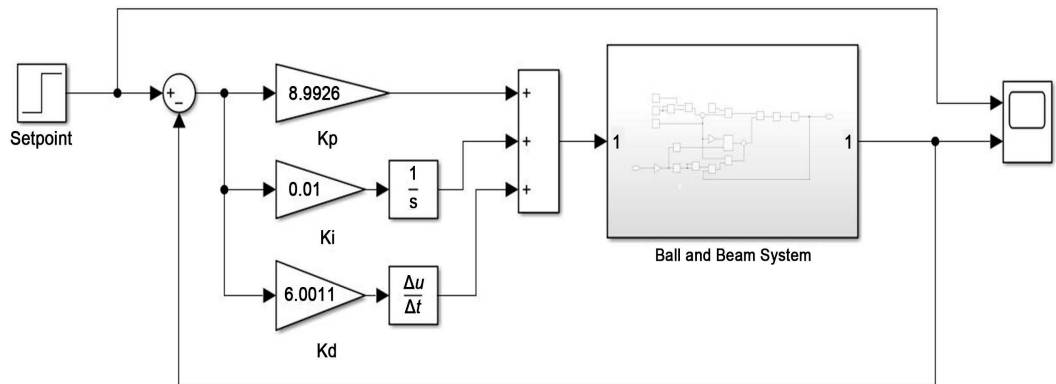 Setpoint
+
−
8.9926
Kp
0.01
Ki
1
s
6.0011
Kd
Δu
Δt
+
+
+
1
1
Ball and Beam System